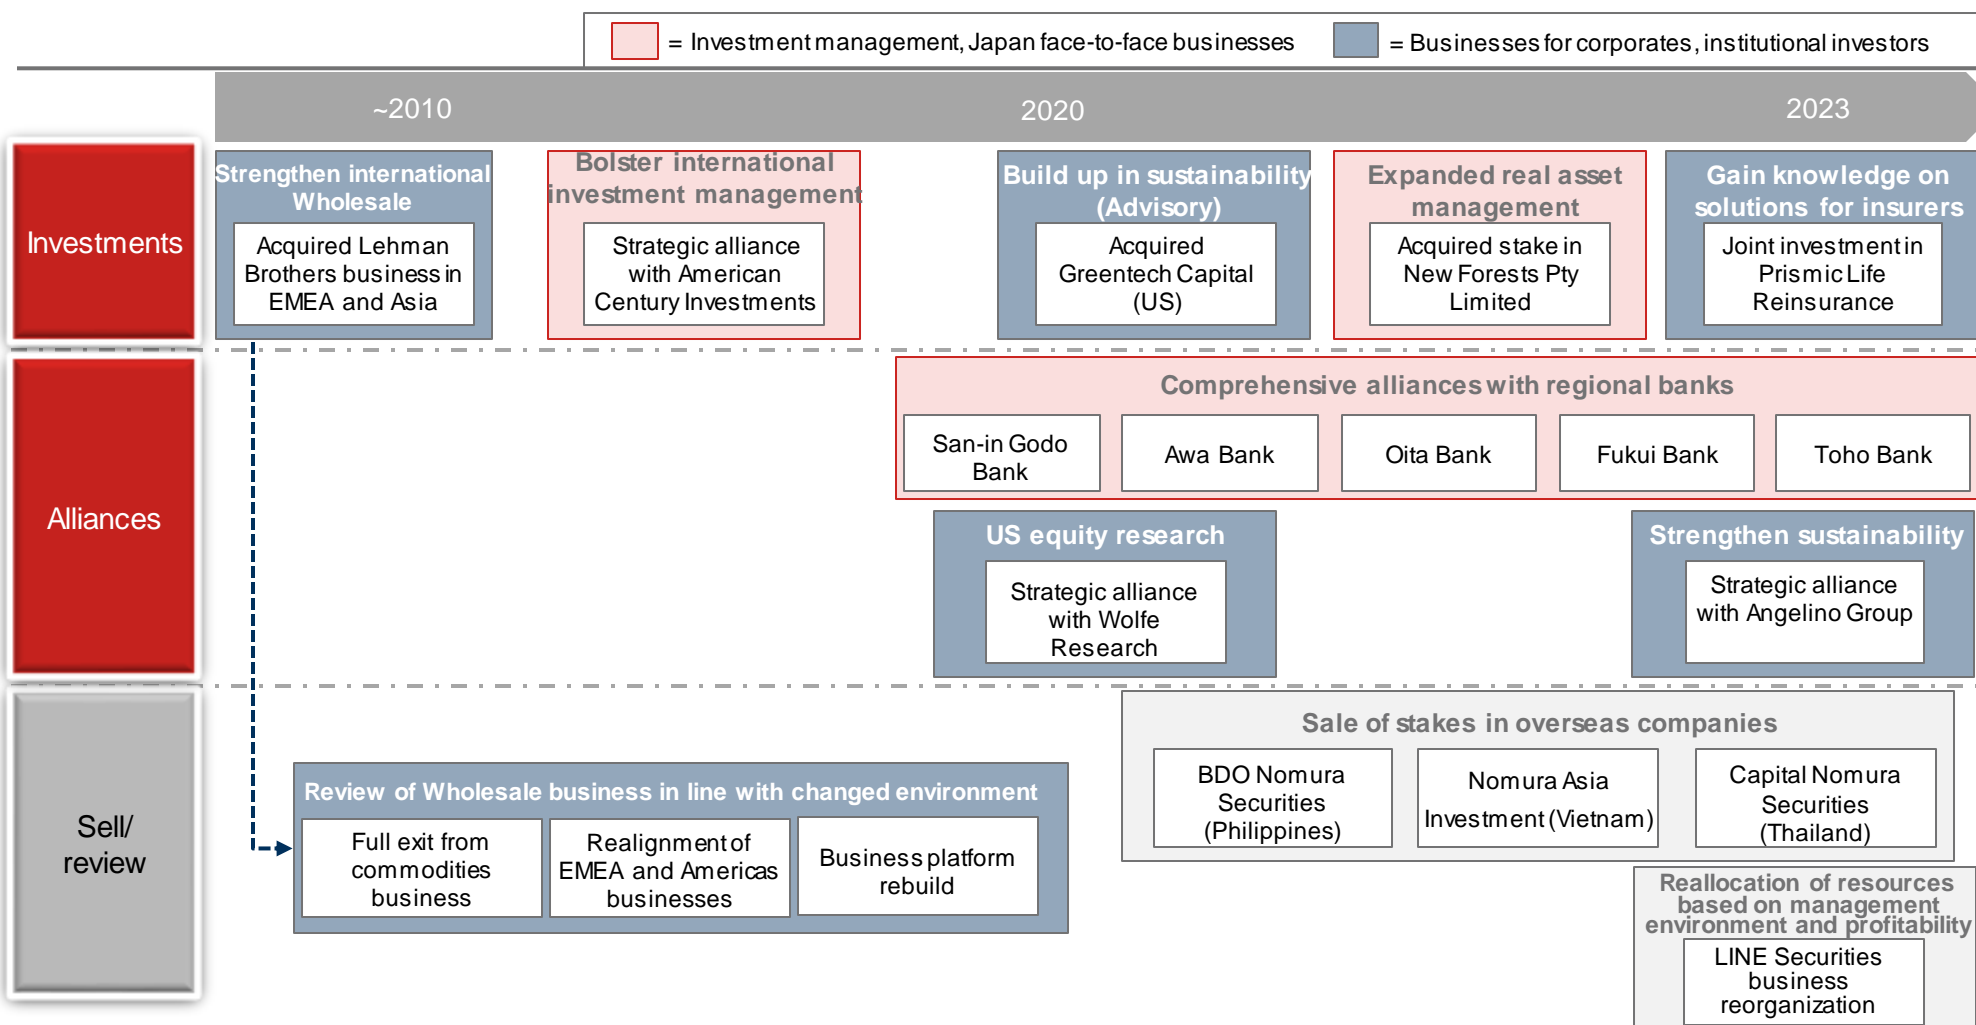 = Investment management, Japan face-to-face businesses
= Businesses for corporates, institutional investors
~2010
2020
2023
Investments
Strengthen international
Wholesale
Acquired Lehman
Brothers business in
EMEA and Asia
Bolster international
investment management
Strategic alliance
with American
Century Investments
Build up in sustainability
(Advisory)
Acquired
Greentech Capital
(US)
Expanded real asset
management
Acquired stake in
New Forests Pty
Limited
Gain knowledge on
solutions for insurers
Joint investment in
Prismic Life
Reinsurance
Alliances
Comprehensive alliances with regional banks
San-in Godo
Bank
Awa Bank
Oita Bank
Fukui Bank
Toho Bank
US equity research
Strategic alliance
with Wolfe
Research
Strengthen sustainability
Strategic alliance
with Angelino Group
Sell/
review
Review of Wholesale business in line with changed environment
Full exit from
commodities
business
Realignment of
EMEA and Americas
businesses
Business platform
rebuild
Sale of stakes in overseas companies
BDO Nomura
Securities
(Philippines)
Nomura Asia
Investment (Vietnam)
Capital Nomura
Securities
(Thailand)
Reallocation of resources
based on management
environment and profitability
LINE Securities
business
reorganization